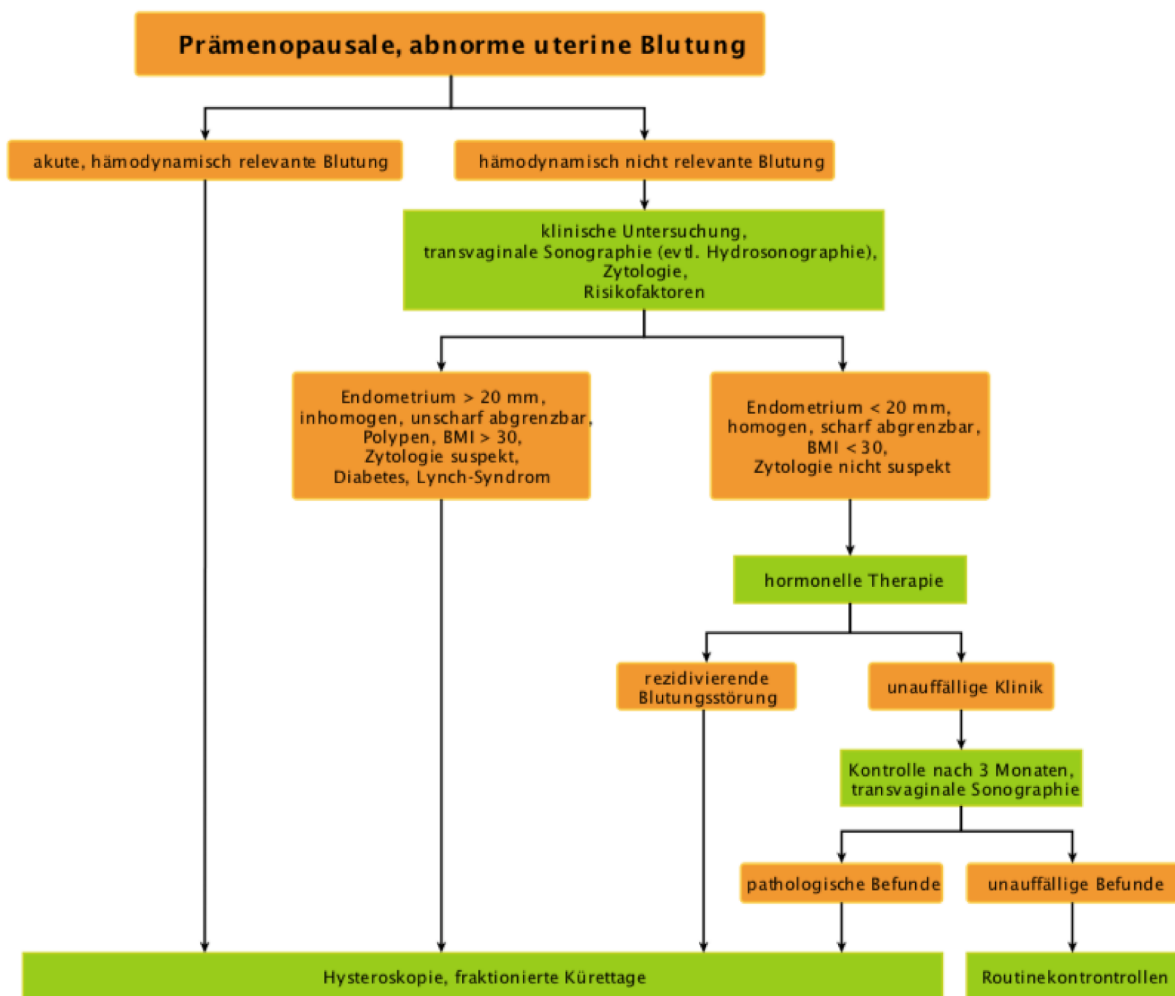 Prämenopausale, abnorme uterine Blutung
akute, hämodynamisch relevante Blutung
hämodynamisch nicht relevante Blutung
klinische Untersuchung,
transvaginale Sonographie (evtl. Hydrosonographie),
Zytologie,
Risikofaktoren
Endometrium > 20 mm,
inhomogen, unscharf abgrenzbar,
Polypen, BMI > 30,
Zytologie suspekt,
Diabetes, Lynch-Syndrom
Endometrium < 20 mm,
homogen, scharf abgrenzbar,
BMI < 30,
Zytologie nicht suspekt
hormonelle Therapie
rezidivierende
Blutungsstörung
unauffällige Klinik
Kontrolle nach 3 Monaten,
transvaginale Sonographie
pathologische Befunde
unauffällige Befunde
Hysteroskopie, fraktionierte Kürettage
Routinekontrontrollen